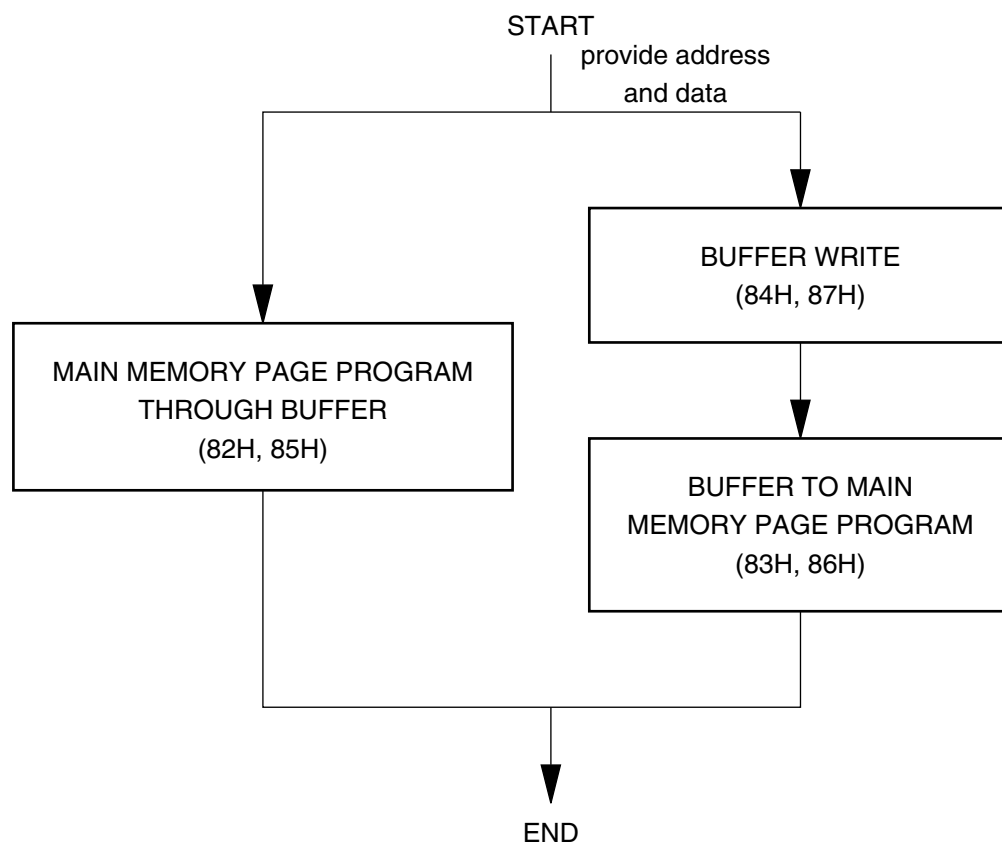 START
provide address
and data
BUFFER WRITE
(84H, 87H)
MAIN MEMORY PAGE PROGRAM
THROUGH BUFFER
(82H, 85H)
BUFFER TO MAIN
MEMORY PAGE PROGRAM
(83H, 86H)
END